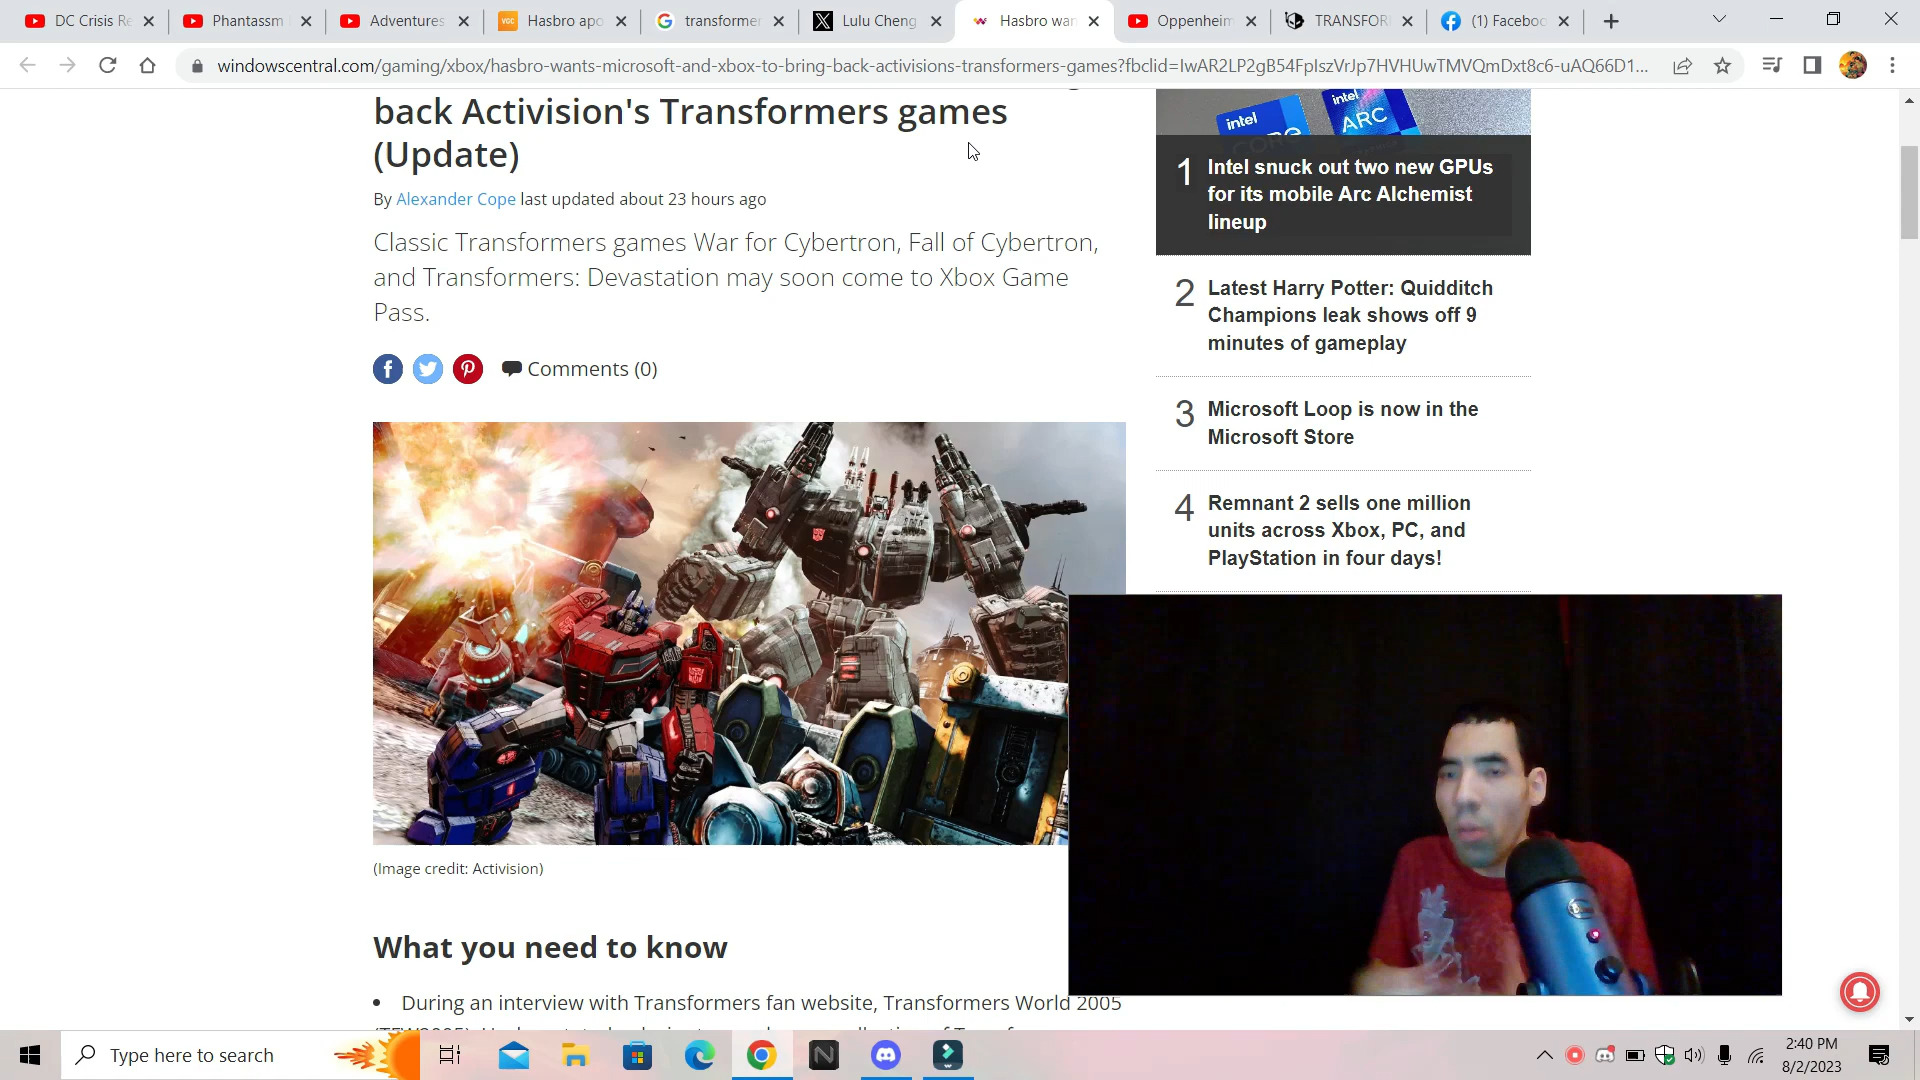 DC Crisis Re
Phantassm
Adventures
VGC Hasbro apo
transformer
Lulu Cheng
Hasbro wan
Oppenheim
TRANSFOR
(1) Faceboo
windowscentral.com/gaming/xbox/hasbro-wants-microsoft-and-xbox-to-bring-back-activisions-transformers-games?fbclid=IwAR2LP2gB54FpIszVrJp7HVHUwTMVQmDxt8c6-uAQ66D1...
back Activision's Transformers games
(Update)
By Alexander Cope last updated about 23 hours ago
Classic Transformers games War for Cybertron, Fall of Cybertron,
and Transformers: Devastation may soon come to Xbox Game
Pass.
Comments (0)
(Image credit: Activision)
What you need to know
During an interview with Transformers fan website, Transformers World 2005
intel
CORE
intel
ARC
1 Intel snuck out two new GPUs
for its mobile Arc Alchemist
lineup
2 Latest Harry Potter: Quidditch
Champions leak shows off 9
minutes of gameplay
3 Microsoft Loop is now in the
Microsoft Store
4 Remnant 2 sells one million
units across Xbox, PC, and
PlayStation in four days!
Type here to search
2:40 PM
8/2/2023